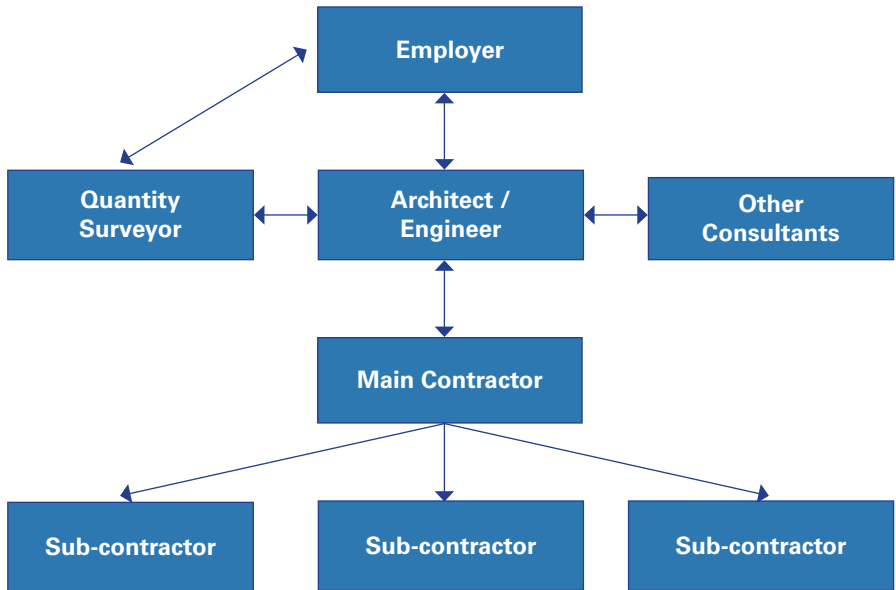 Employer
Quantity
Surveyor
Architect /
Engineer
Other
Consultants
Main Contractor
Sub-contractor
Sub-contractor
Sub-contractor